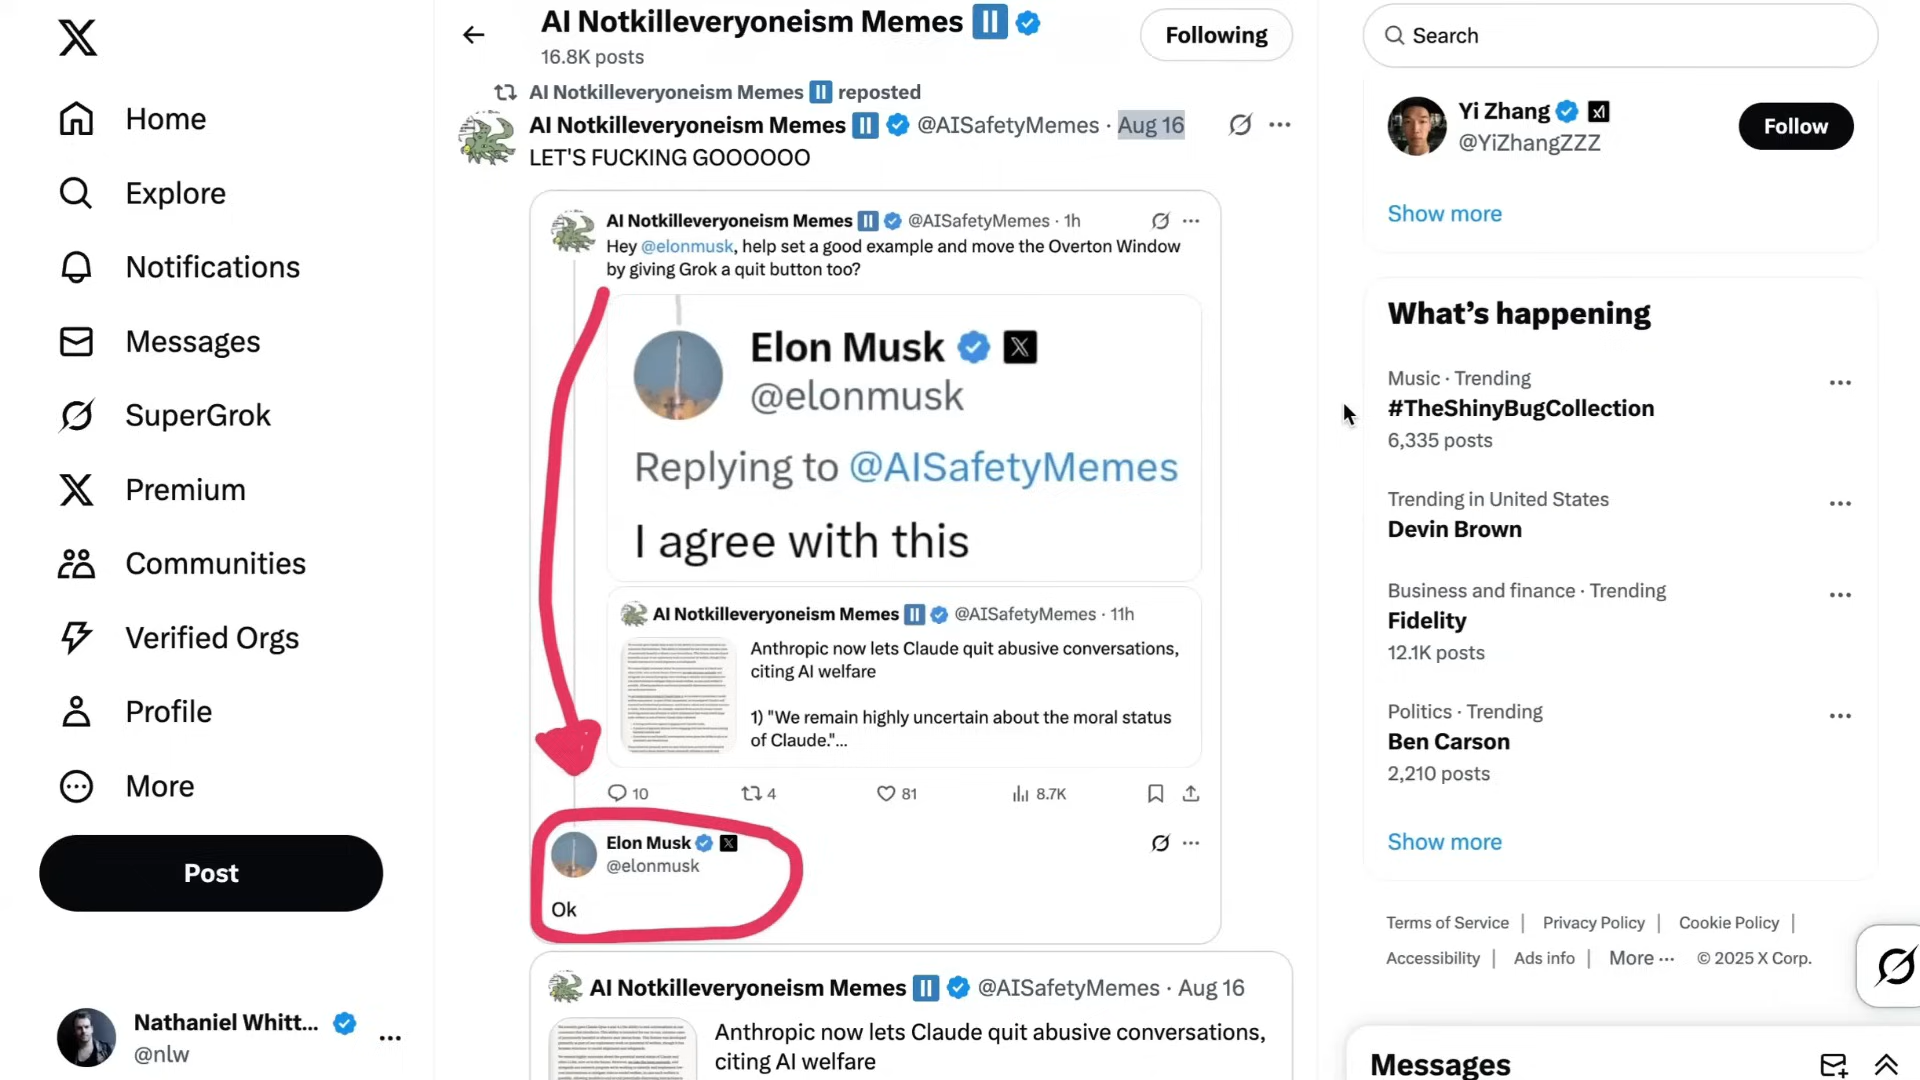 Home
Explore
Notifications
Messages
SuperGrok
Premium
Communities
Verified Orgs
Profile
More
Post
Nathaniel Whitt...
@nlw
AI Notkilleveryoneism Memes
16.8K posts
Following
AI Notkilleveryoneism Memes reposted
AI Notkilleveryoneism Memes @AISafetyMemes · Aug 16
LET'S FUCKING GOOOOOO
AI Notkilleveryoneism Memes @AISafetyMemes · 1h
Hey @elonmusk, help set a good example and move the Overton Window
by giving Grok a quit button too?
Elon Musk
@elonmusk
Replying to @AISafetyMemes
I agree with this
AI Notkilleveryoneism Memes @AISafetyMemes · 11h
Anthropic now lets Claude quit abusive conversations,
citing AI welfare
1) "We remain highly uncertain about the moral status
of Claude."...
10 4 81 8.7K
Elon Musk
@elonmusk
Ok
AI Notkilleveryoneism Memes @AISafetyMemes · Aug 16
Anthropic now lets Claude quit abusive conversations,
citing AI welfare
Search
Yi Zhang
@YiZhangZZZ
Follow
Show more
What's happening
Music · Trending
#TheShinyBugCollection
6,335 posts
Trending in United States
Devin Brown
Business and finance · Trending
Fidelity
12.1K posts
Politics · Trending
Ben Carson
2,210 posts
Show more
Terms of Service | Privacy Policy | Cookie Policy |
Accessibility | Ads info | More ··· © 2025 X Corp.
Messages